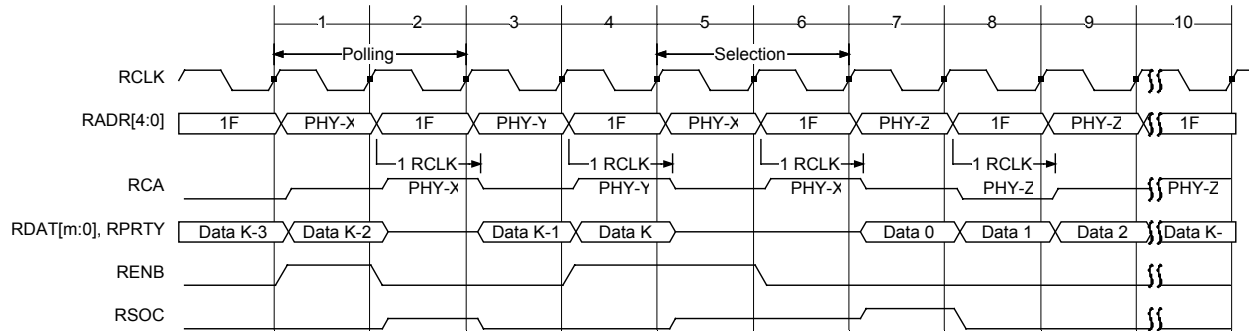 1 2 3 4 5 6 7 8 9 10
Polling Selection
RCLK
RADR[4:0] 1F PHY-X 1F PHY-Y 1F PHY-X 1F PHY-Z 1F PHY-Z 1F
1 RCLK 1 RCLK 1 RCLK 1 RCLK
RCA PHY-X PHY-Y PHY-X PHY-Z PHY-Z
RDAT[m:0], RPRTY Data K-3 Data K-2 Data K-1 Data K Data 0 Data 1 Data 2 Data K-
RENB
RSOC